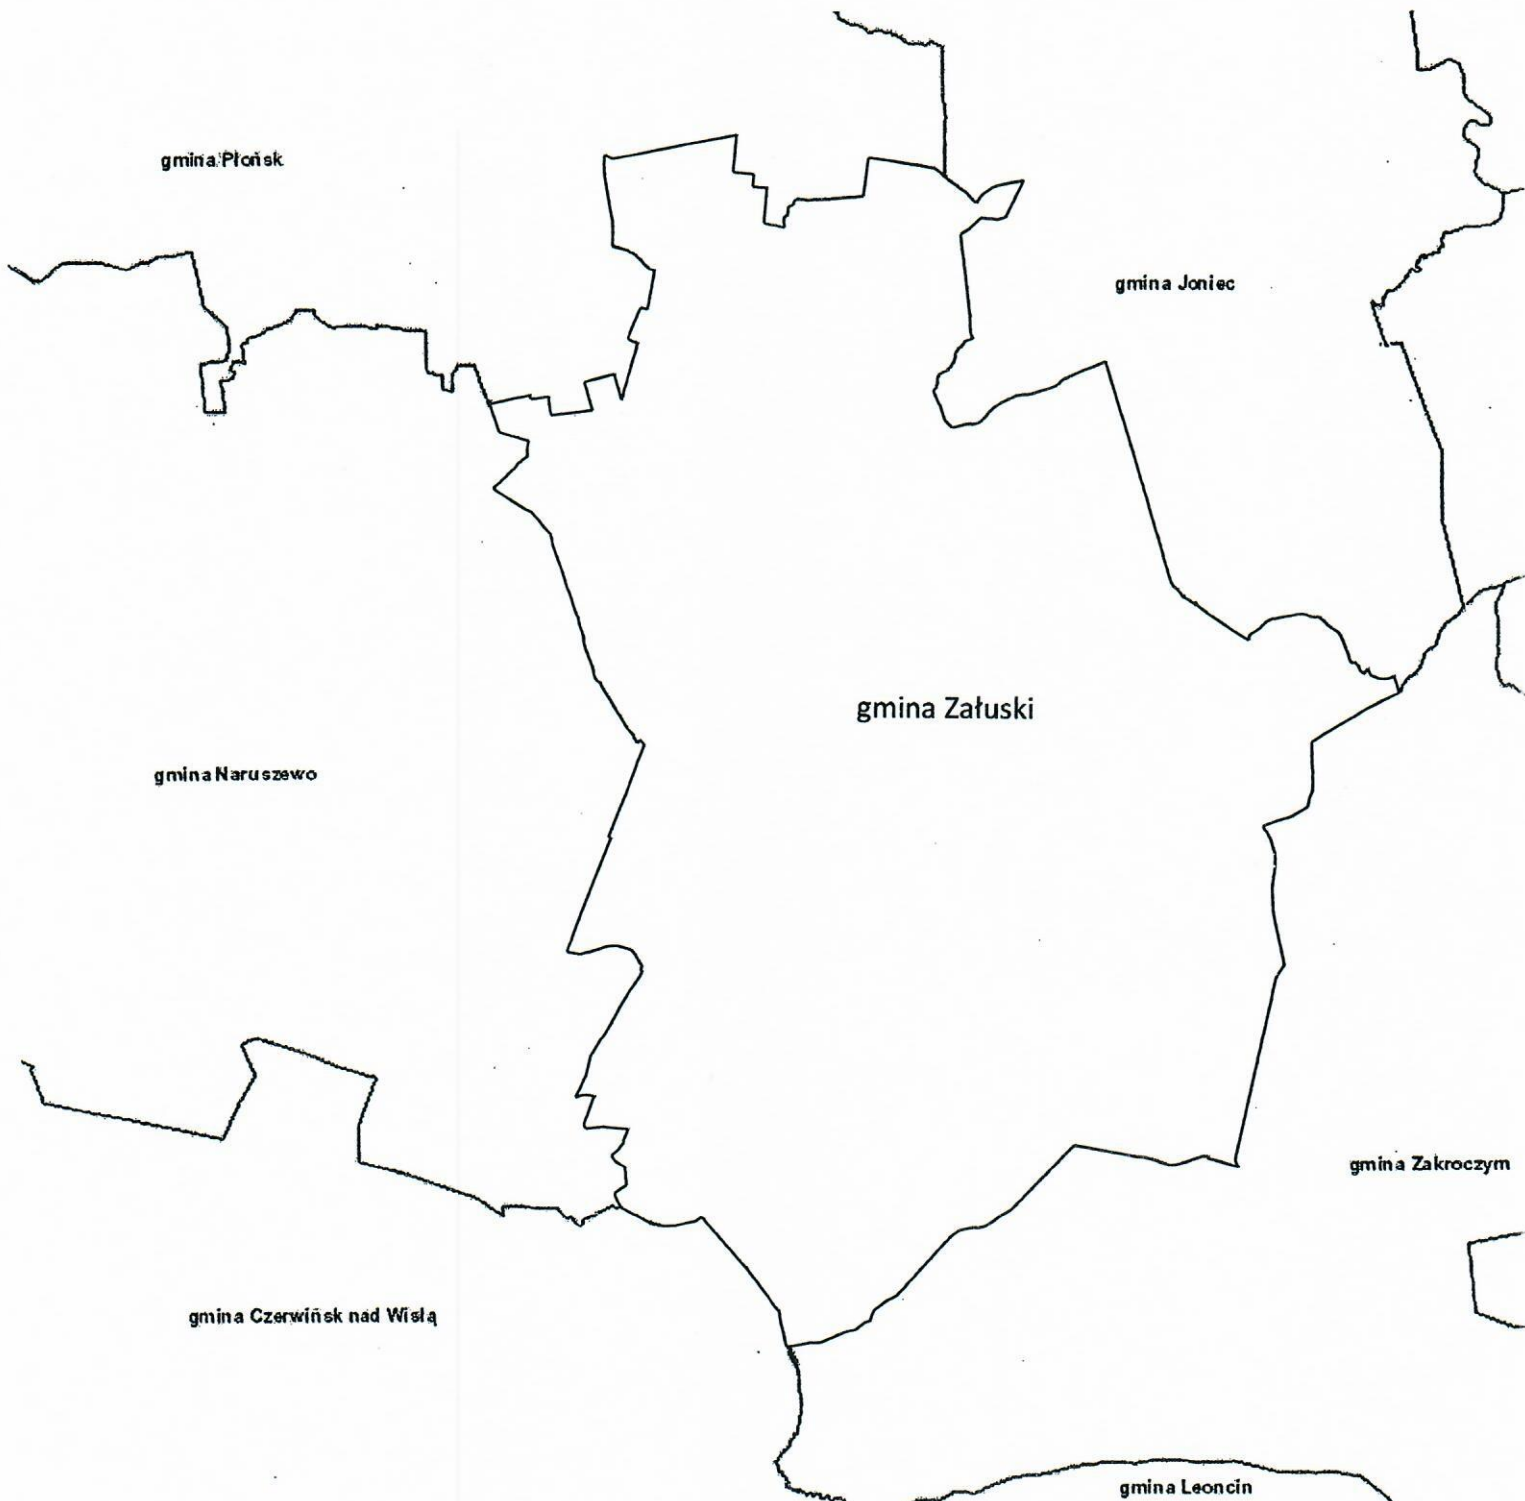 gmina Płońsk
gmina Joniec
gmina Załuski
gmina Naruszewo
gmina Zakroczym
gmina Czerwińsk nad Wisłą
gmina Leoncin